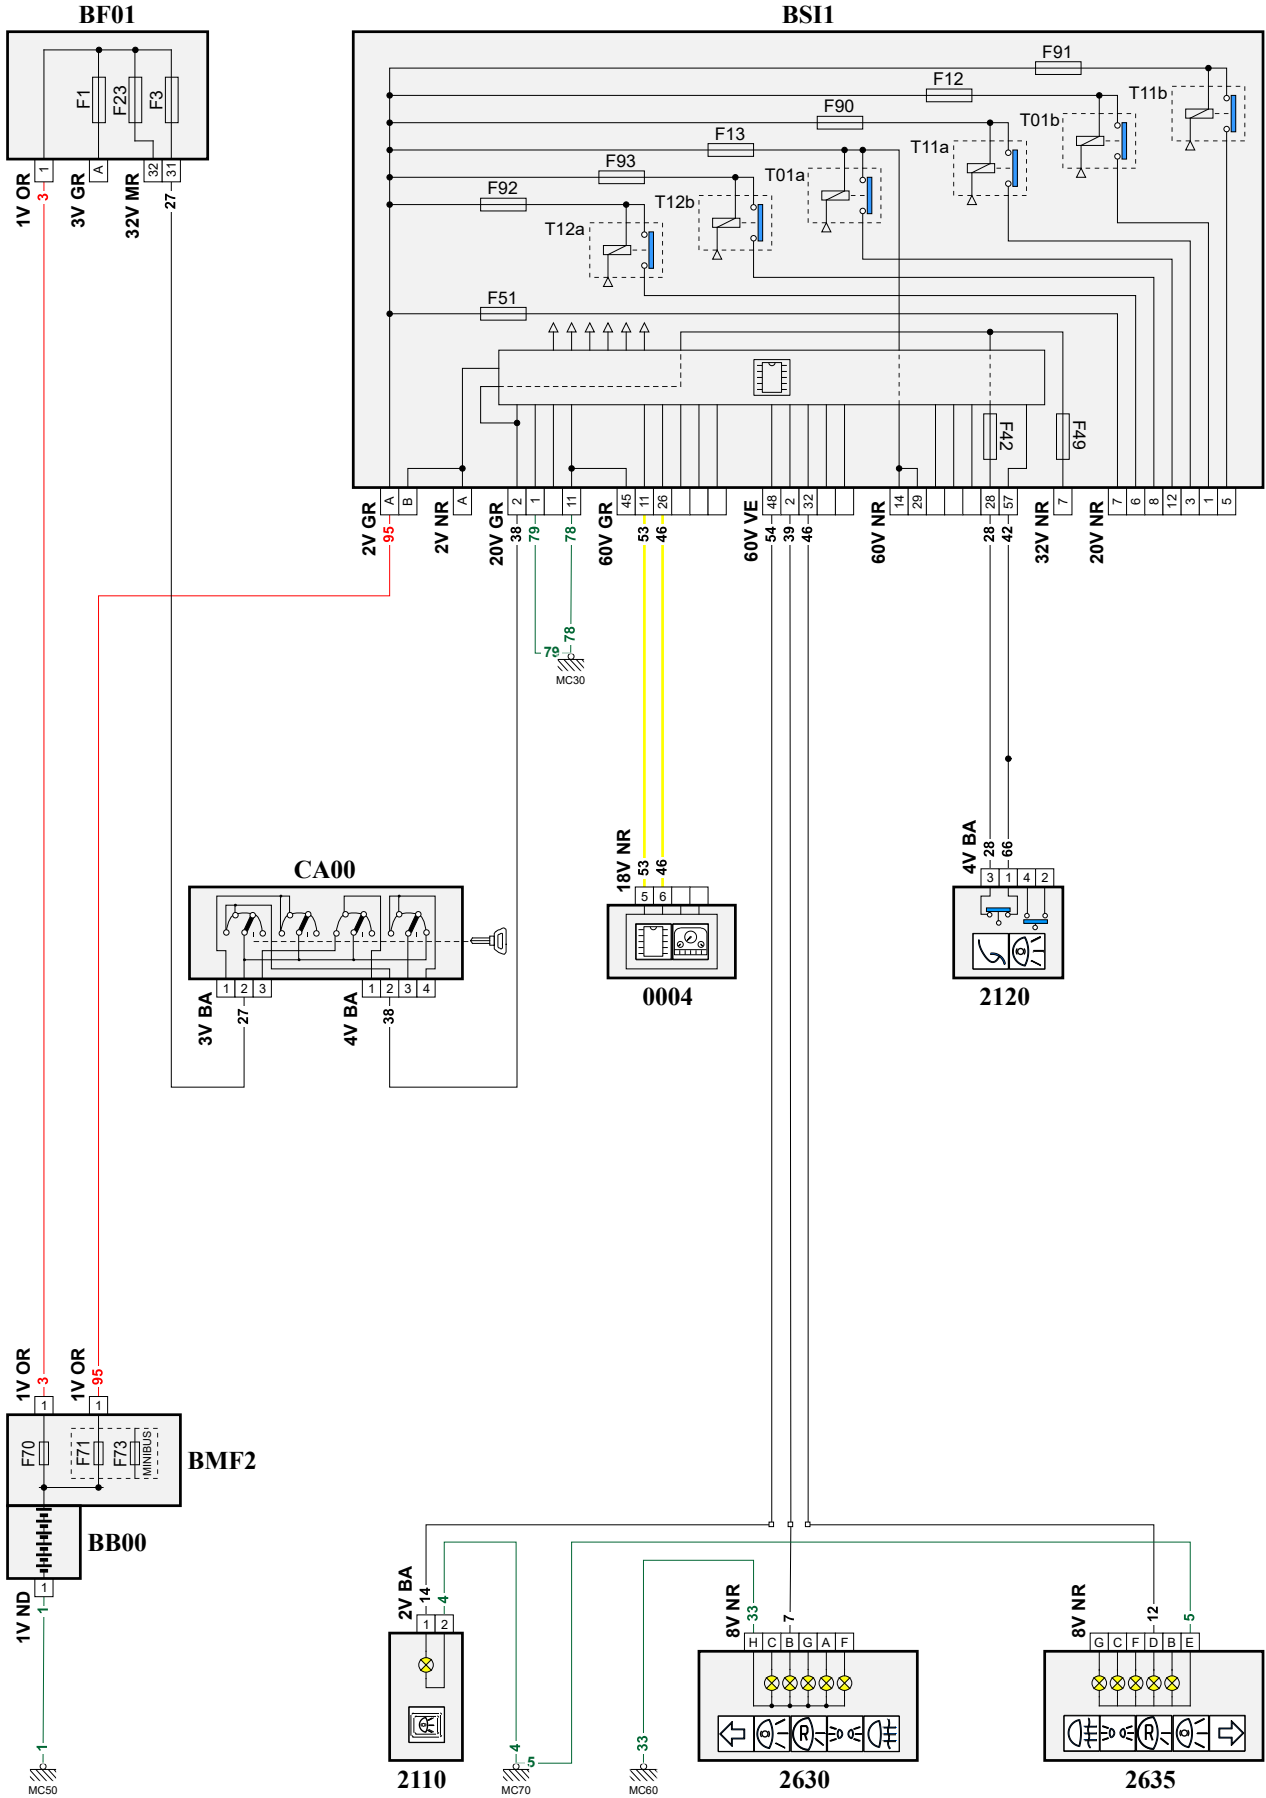 BF01
BSI1
F1
F23
F3
F91
F12
F90
F13
F93
F92
T11b
T01b
T11a
T01a
T12b
T12a
F51
F42
F49
1
A
32
31
1V OR
3
3V GR
32V MR
27
A
B
A
2
1
11
45
11
26
48
2
32
14
29
28
57
7
7
6
8
12
3
1
5
2V GR
95
2V NR
20V GR
38
79
78
60V GR
53
46
60V VE
54
39
46
60V NR
28
42
32V NR
20V NR
78
79
MC30
CA00
18V NR
53
46
5
6
0004
4V BA
28
66
3
1
4
2
2120
1
2
3
1
2
3
4
3V BA
27
4V BA
38
1V OR
3
1V OR
95
1
1
F70
F71
F73
MINIBUS
BMF2
BB00
1
1V ND
1
1
MC50
2V BA
14
4
1
2
2110
4
5
MC70
33
MC60
8V NR
33
7
H
C
B
G
A
F
R
2630
8V NR
12
5
G
C
F
D
B
E
R
2635